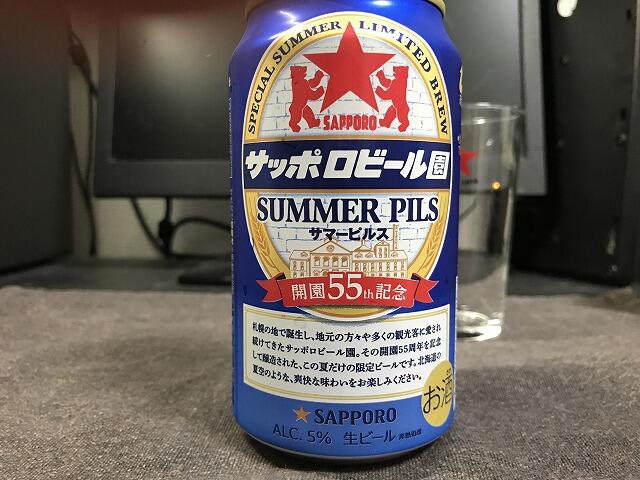 SPECIAL SUMMER LIMITED BREW
SAPPORO
サッポロビール園
SUMMER PILS
サマーピルス
開園55th記念
札幌の地で誕生し、地元の方々や多くの観光客に愛され
続けてきたサッポロビール園。その開園55周年を記念
して醸造された、この夏だけの限定ビールです。北海道の
夏空のような、爽快な味わいをお楽しみください。
お酒
★SAPPORO
ALC. 5% 生ビール 非熱処理